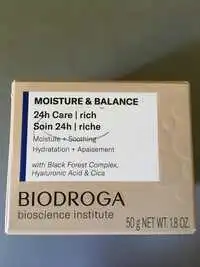 MOISTURE & BALANCE
24h Care | rich
Soin 24h | riche
Moisture + Soothing
Hydratation + Apaisement
with Black Forest Complex,
Hyaluronic Acid & Cica
BIODROGA
bioscience institute
50 g NET WT. 1.8 OZ.